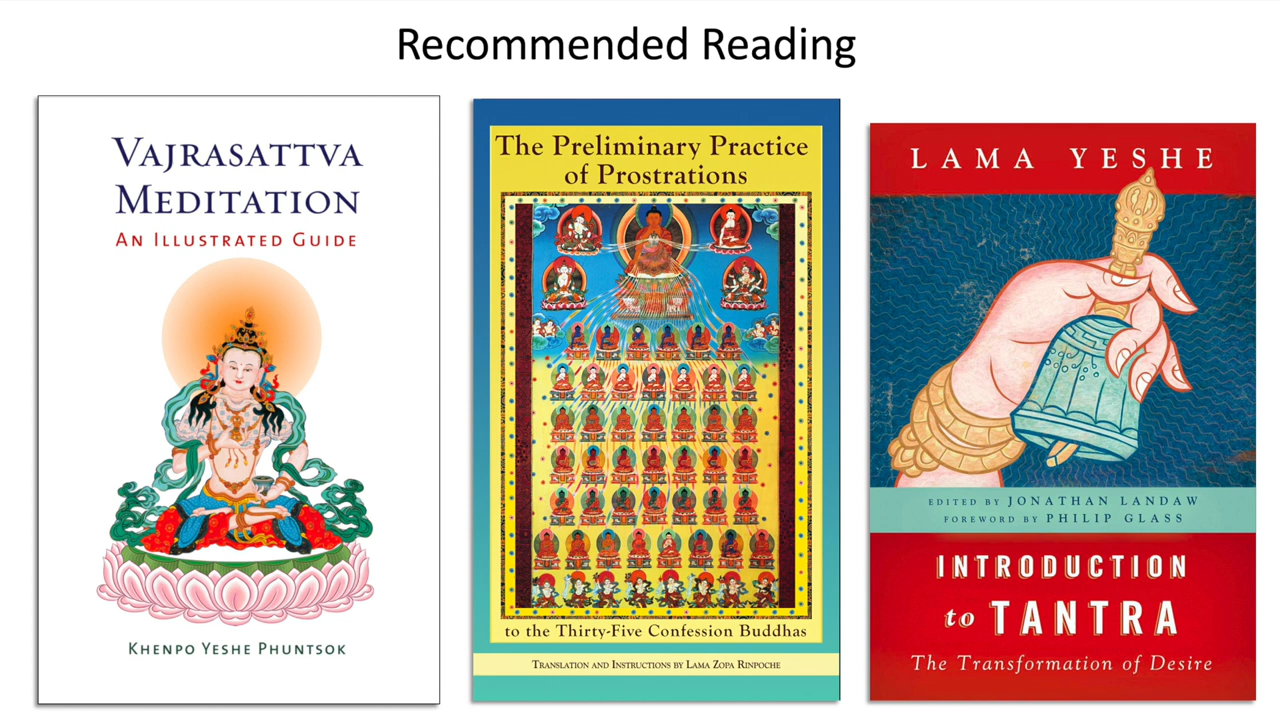 Recommended Reading
VAJRASATTVA
MEDITATION
AN ILLUSTRATED GUIDE
KHENPO YESHE PHUNTSOK
The Preliminary Practice
of Prostrations
to the Thirty-Five Confession Buddhas
TRANSLATION AND INSTRUCTIONS BY LAMA ZOPA RINPOCHE
LAMA YESHE
EDITED BY JONATHAN LANDAW
FOREWORD BY PHILIP GLASS
INTRODUCTION
to TANTRA
The Transformation of Desire